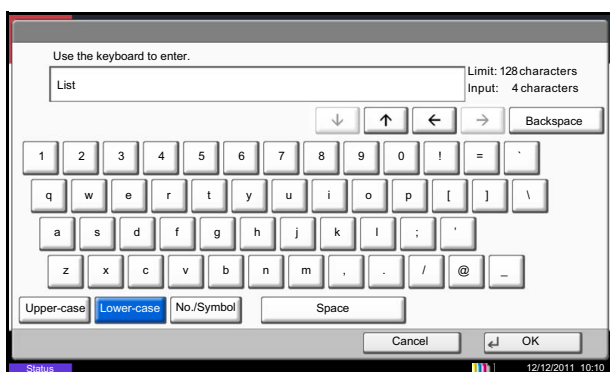 Use the keyboard to enter.
List
Limit: 128 characters
Input: 4 characters
↓ ↑ ← → Backspace
1 2 3 4 5 6 7 8 9 0 ! = `
q w e r t y u i o p [ ] \
a s d f g h j k l ; '
z x c v b n m , . / @ _
Upper-case Lower-case No./Symbol Space
Cancel ↵ OK
Status 12/12/2011 10:10